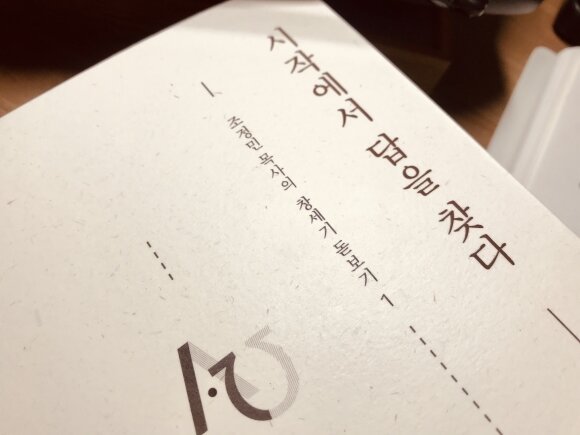 시작에서 답을 찾다
조정민 목사의 창세기 돋보기 1